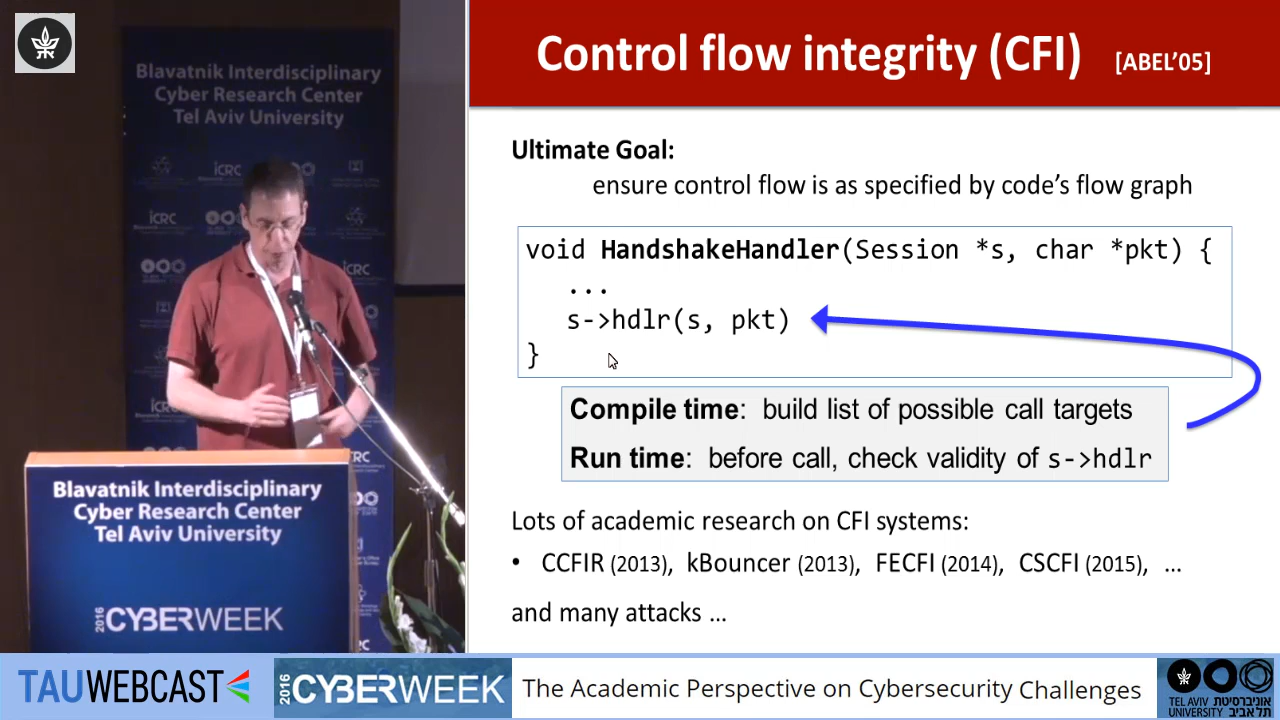 Blavatnik Interdisciplinary
Cyber Research Center
Tel Aviv University
iCRC
Blavatnik Interdisciplinary
Cyber Research Center
Tel Aviv University
2016 CYBERWEEK
Control flow integrity (CFI) [ABEL’05]
Ultimate Goal:
ensure control flow is as specified by code’s flow graph
void HandshakeHandler(Session *s, char *pkt) {
...
s->hdlr(s, pkt)
}
Compile time: build list of possible call targets
Run time: before call, check validity of s->hdlr
Lots of academic research on CFI systems:
• CCFIR (2013), kBouncer (2013), FECFI (2014), CSCFI (2015), …
and many attacks …
TAUWEBCAST
2016 CYBERWEEK
The Academic Perspective on Cybersecurity Challenges
TEL AVIV אוניברסיטת
UNIVERSITY תל אביב